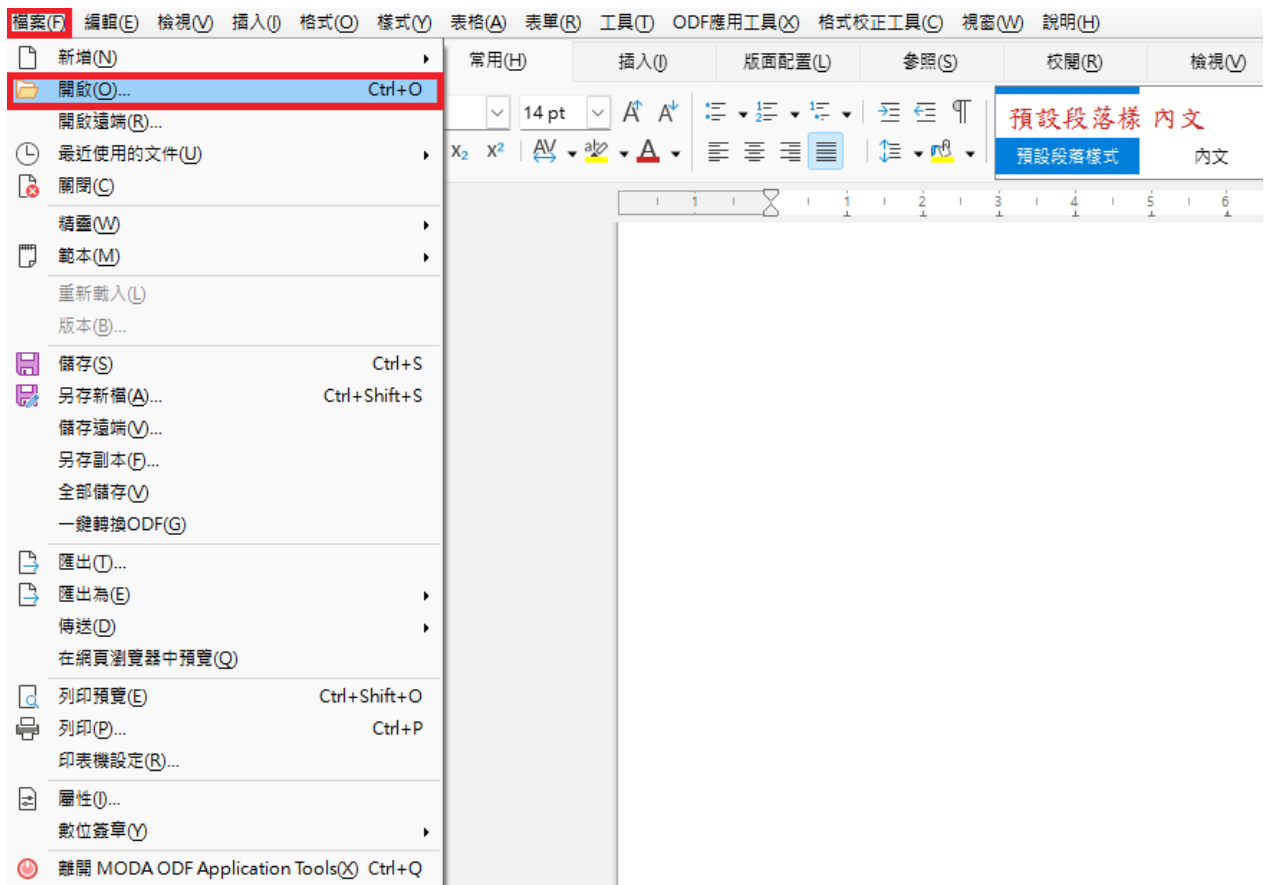 檔案(F) 編輯(E) 檢視(V) 插入(I) 格式(O) 樣式(Y) 表格(A) 表單(R) 工具(T) ODF應用工具(X) 格式校正工具(C) 視窗(W) 說明(H)
常用(H) 插入(I) 版面配置(L) 參照(S) 校閱(R) 檢視(V)
14 pt
預設段落樣 內文
預設段落樣式 內文
1 1 2 3 4 5 6
新增(N)
開啟(O)... Ctrl+O
開啟遠端(R)...
最近使用的文件(U)
關閉(C)
精靈(W)
範本(M)
重新載入(L)
版本(B)...
儲存(S) Ctrl+S
另存新檔(A)... Ctrl+Shift+S
儲存遠端(V)...
另存副本(F)...
全部儲存(V)
一鍵轉換ODF(G)
匯出(T)...
匯出為(E)
傳送(D)
在網頁瀏覽器中預覽(Q)
列印預覽(E) Ctrl+Shift+O
列印(P)... Ctrl+P
印表機設定(R)...
屬性(I)...
數位簽章(Y)
離開 MODA ODF Application Tools(X) Ctrl+Q